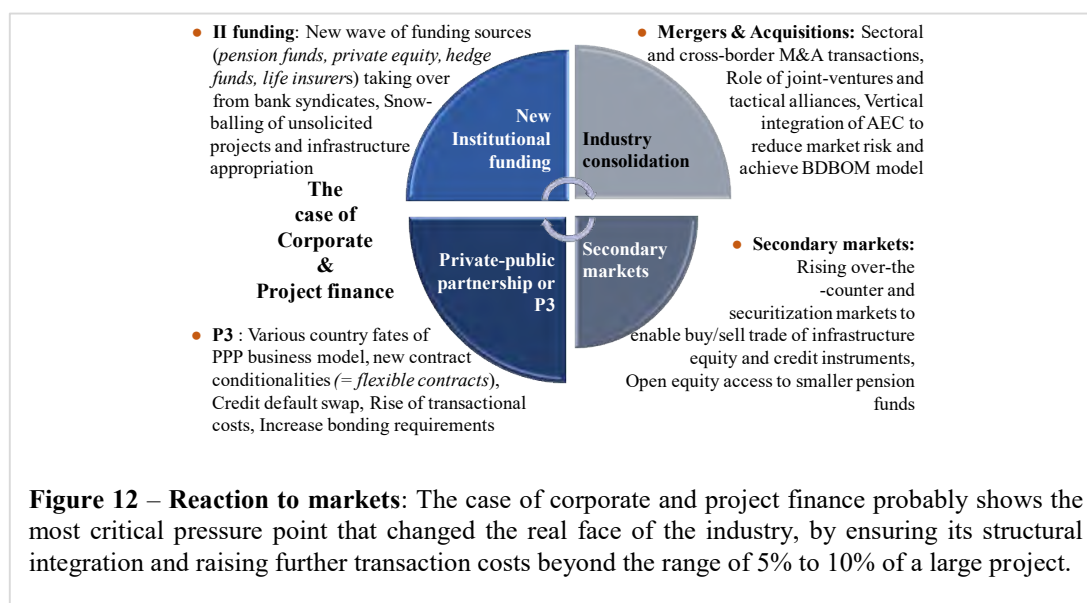 ● II funding: New wave of funding sources
(pension funds, private equity, hedge
funds, life insurers) taking over
from bank syndicates, Snow-
balling of unsolicited
projects and infrastructure
appropriation
● Mergers & Acquisitions: Sectoral
and cross-border M&A transactions,
Role of joint-ventures and
tactical alliances, Vertical
integration of AEC to
reduce market risk and
achieve BDBOM model
New
Institutional
funding
Industry
consolidation
The
case of
Corporate
&
Project finance
Private-public
partnership or
P3
Secondary
markets
● P3 : Various country fates of
PPP business model, new contract
conditionalities (= flexible contracts),
Credit default swap, Rise of transactional
costs, Increase bonding requirements
● Secondary markets:
Rising over-the
-counter and
securitization markets to
enable buy/sell trade of infrastructure
equity and credit instruments,
Open equity access to smaller pension
funds
Figure 12 – Reaction to markets: The case of corporate and project finance probably shows the
most critical pressure point that changed the real face of the industry, by ensuring its structural
integration and raising further transaction costs beyond the range of 5% to 10% of a large project.